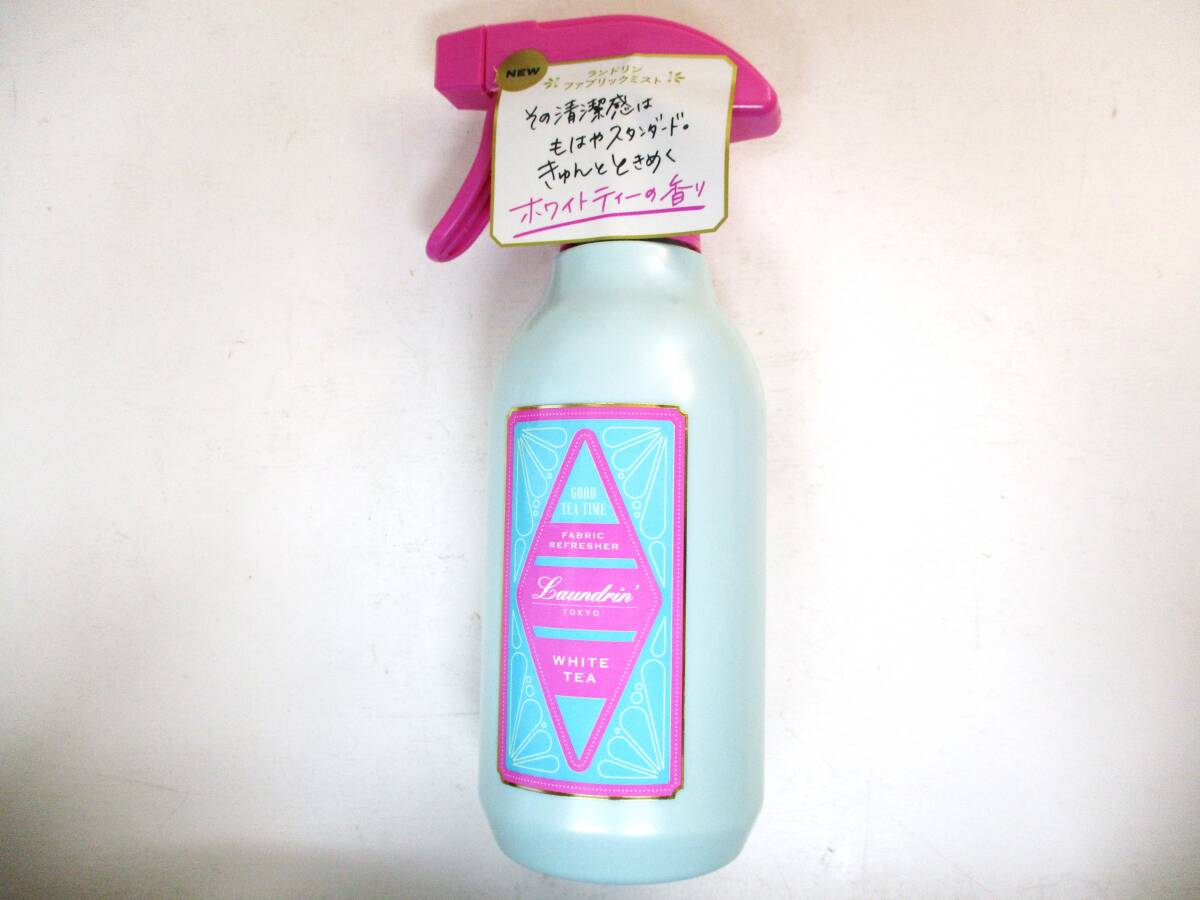 NEW
ランドリン
ファブリックミスト
その清潔感は
もはやスタンダード。
きゅんとときめく
ホワイトティーの香り
GOOD
TEA TIME
FABRIC
REFRESHER
Laundrin'
TOKYO
WHITE
TEA